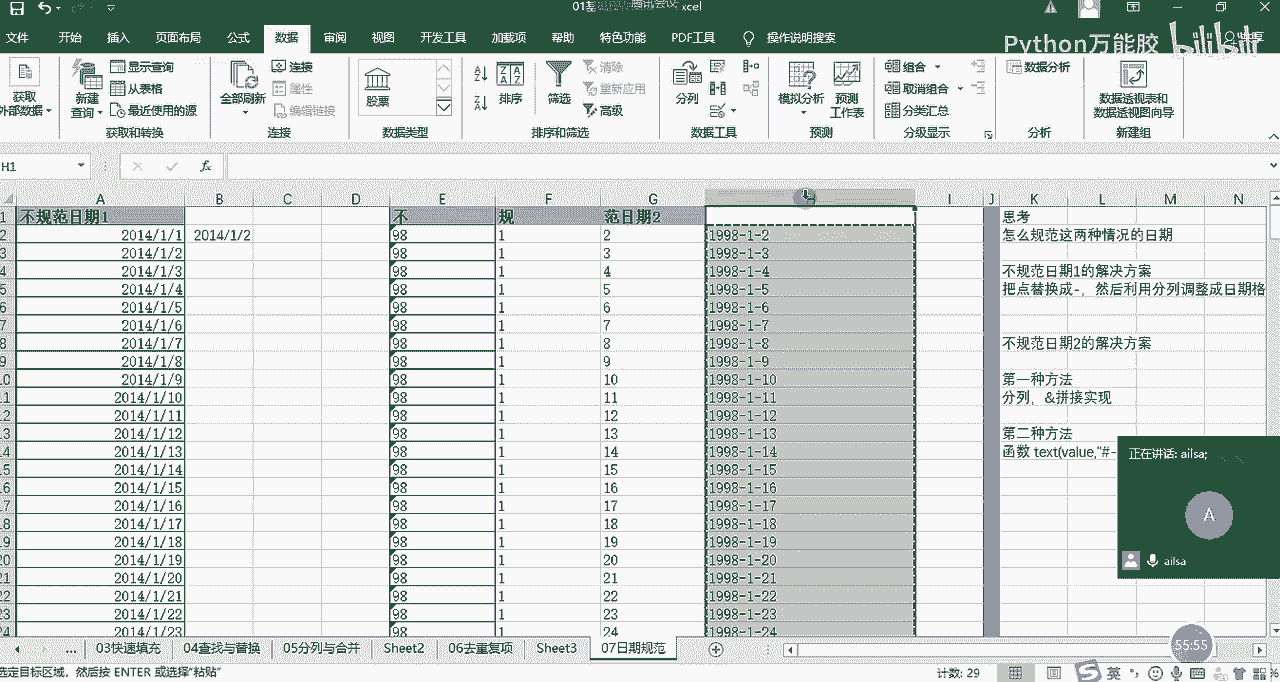 xcel
文件 开始 插入 页面布局 公式 数据 审阅 视图 开发工具 加载项 帮助 特色功能 PDF工具 操作说明搜索
Python万能胶 bilibili
获取
外部数据
新建
查询
显示查询
从表格
最近使用的源
获取和转换
全部刷新
连接
属性
编辑链接
连接
股票
数据类型
排序
筛选
清除
重新应用
高级
排序和筛选
分列
数据工具
模拟分析
预测
工作表
预测
组合
取消组合
分类汇总
分级显示
数据分析
分析
数据透视表和
数据透视图向导
新建组
H1
fx
A B C D E F G I J K L M N
1 不规范日期1 不 规 范日期2 思考
2 2014/1/1 2014/1/2 98 1 2 1998-1-2 怎么规范这两种情况的日期
3 2014/1/2 98 1 3 1998-1-3
4 2014/1/3 98 1 4 1998-1-4 不规范日期1的解决方案
5 2014/1/4 98 1 5 1998-1-5 把点替换成-，然后利用分列调整成日期格
6 2014/1/5 98 1 6 1998-1-6
7 2014/1/6 98 1 7 1998-1-7
8 2014/1/7 98 1 8 1998-1-8 不规范日期2的解决方案
9 2014/1/8 98 1 9 1998-1-9
10 2014/1/9 98 1 10 1998-1-10 第一种方法
11 2014/1/10 98 1 11 1998-1-11 分列，&拼接实现
12 2014/1/11 98 1 12 1998-1-12
13 2014/1/12 98 1 13 1998-1-13 第二种方法
14 2014/1/13 98 1 14 1998-1-14 函数 text(value,"#-
15 2014/1/14 98 1 15 1998-1-15
16 2014/1/15 98 1 16 1998-1-16
17 2014/1/16 98 1 17 1998-1-17
18 2014/1/17 98 1 18 1998-1-18
19 2014/1/18 98 1 19 1998-1-19
20 2014/1/19 98 1 20 1998-1-20
21 2014/1/20 98 1 21 1998-1-21
22 2014/1/21 98 1 22 1998-1-22
23 2014/1/22 98 1 23 1998-1-23
24 2014/1/23 98 1 24 1998-1-24
正在讲话: ailsa;
A
ailsa
... 03快速填充 04查找与替换 05分列与合并 Sheet2 06去重复项 Sheet3 07日期规范
55:55
选定目标区域，然后按 ENTER 或选择"粘贴"
计数: 29
英
%